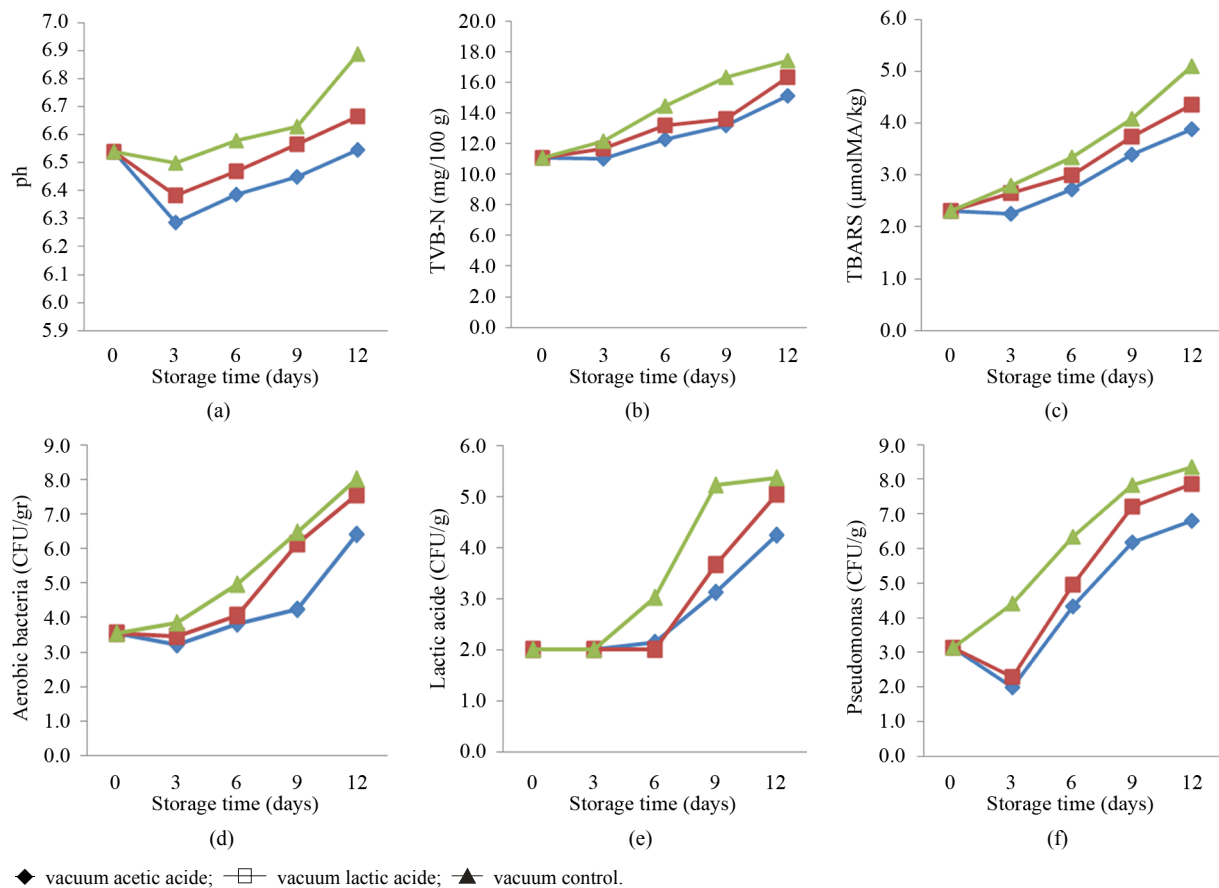 7.0
6.9
6.8
6.7
6.6
6.5
6.4
6.3
6.2
6.1
6.0
5.9
ph
0 3 6 9 12
Storage time (days)
(a)
20.0
18.0
16.0
14.0
12.0
10.0
8.0
6.0
4.0
2.0
0.0
TVB-N (mg/100 g)
0 3 6 9 12
Storage time (days)
(b)
6.0
5.0
4.0
3.0
2.0
1.0
0.0
TBARS (µmolMA/kg)
0 3 6 9 12
Storage time (days)
(c)
9.0
8.0
7.0
6.0
5.0
4.0
3.0
2.0
1.0
0.0
Aerobic bacteria (CFU/gr)
0 3 6 9 12
Storage time (days)
(d)
6.0
5.0
4.0
3.0
2.0
1.0
0.0
Lactic acide (CFU/g)
0 3 6 9 12
Storage time (days)
(e)
9.0
8.0
7.0
6.0
5.0
4.0
3.0
2.0
1.0
0.0
Pseudomonas (CFU/g)
0 3 6 9 12
Storage time (days)
(f)
vacuum acetic acide; vacuum lactic acide; vacuum control.